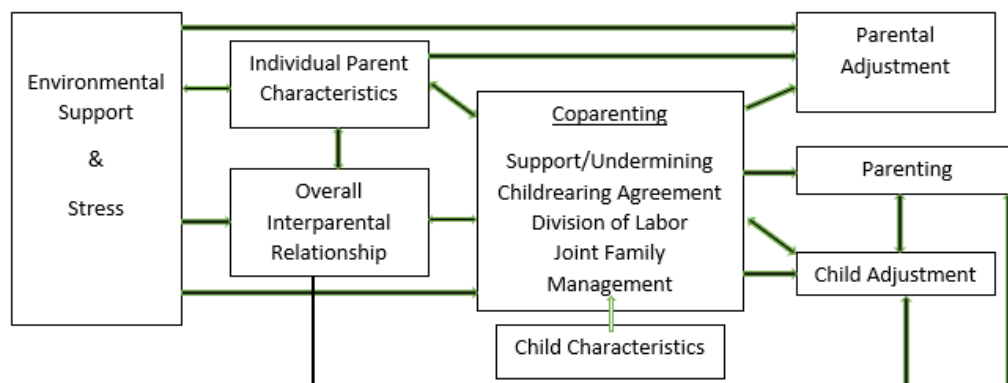 Environmental
Support
&
Stress
Individual Parent
Characteristics
Overall
Interparental
Relationship
Coparenting
Support/Undermining
Childrearing Agreement
Division of Labor
Joint Family
Management
Child Characteristics
Parental
Adjustment
Parenting
Child Adjustment